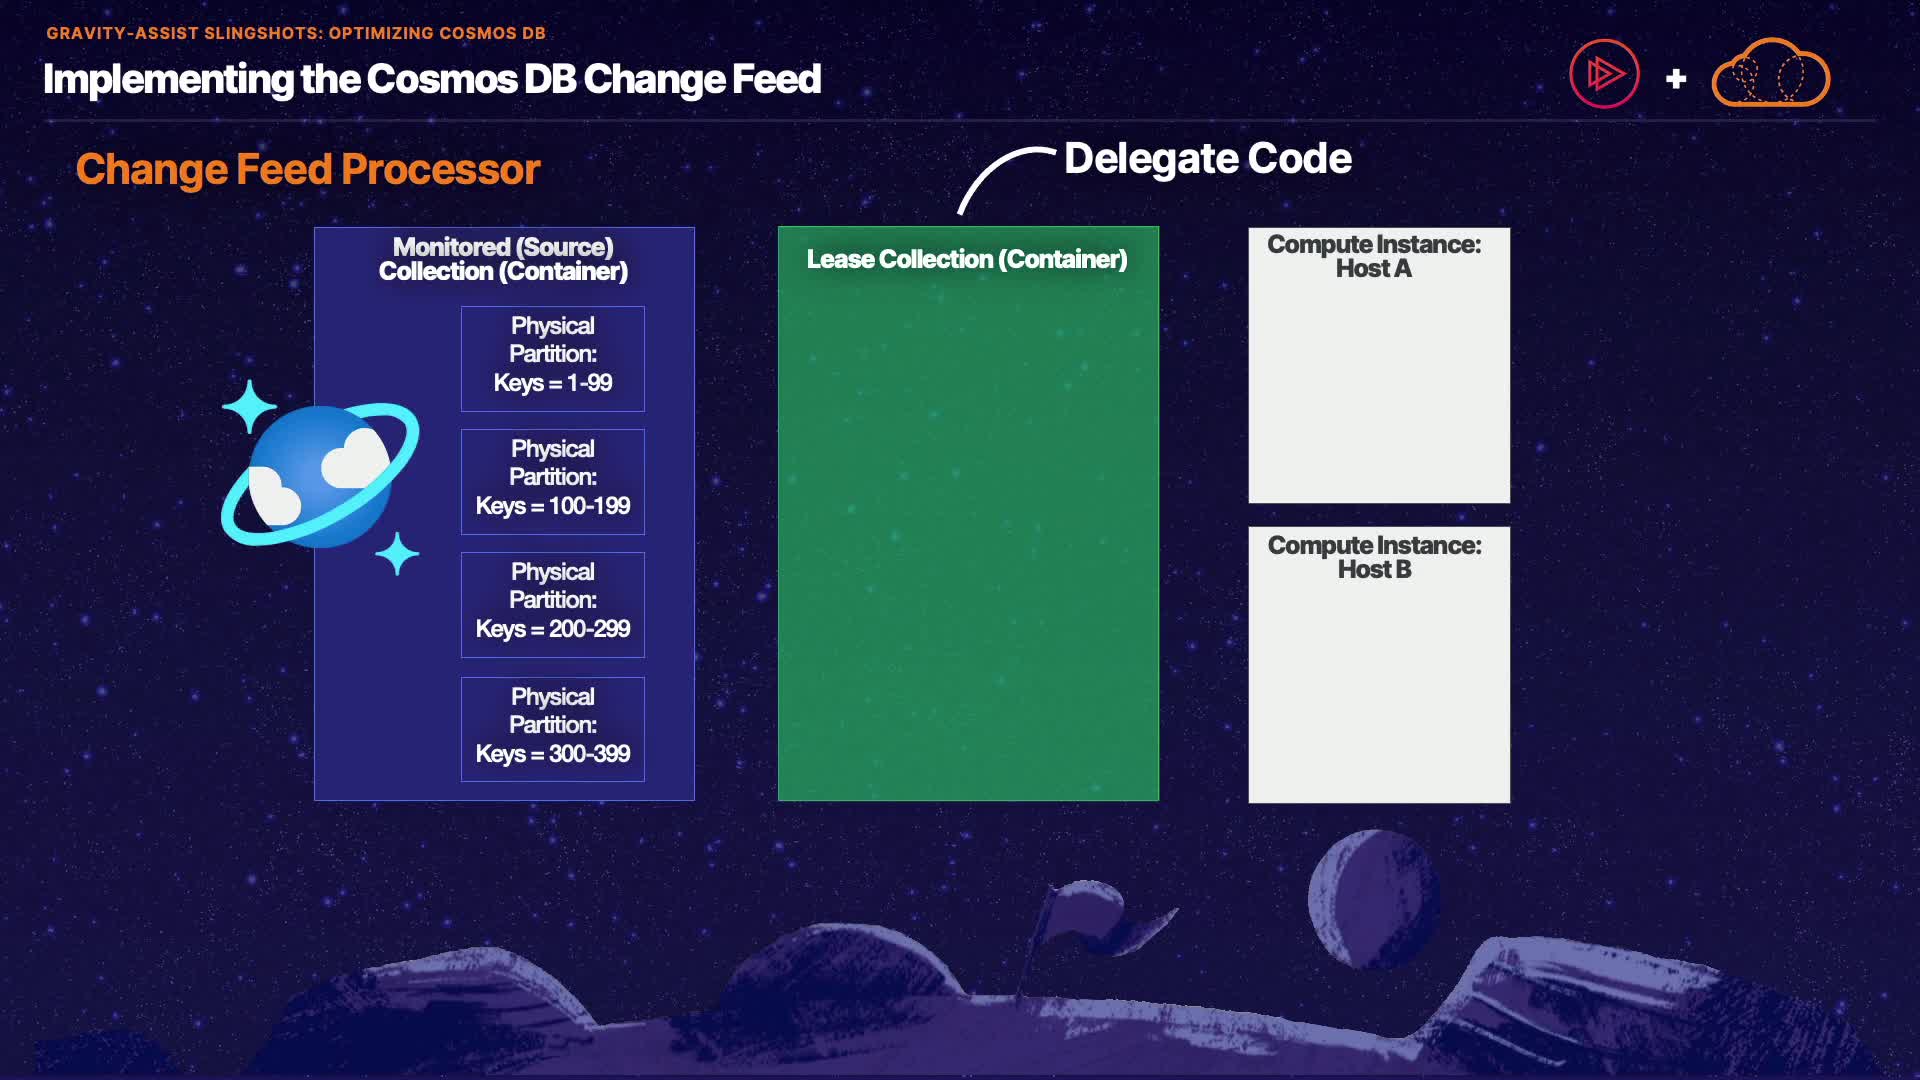 GRAVITY-ASSIST SLINGSHOTS: OPTIMIZING COSMOS DB
Implementing the Cosmos DB Change Feed
Change Feed Processor
Delegate Code
Monitored (Source)
Collection (Container)
Physical
Partition:
Keys = 1-99
Physical
Partition:
Keys = 100-199
Physical
Partition:
Keys = 200-299
Physical
Partition:
Keys = 300-399
Lease Collection (Container)
Compute Instance:
Host A
Compute Instance:
Host B